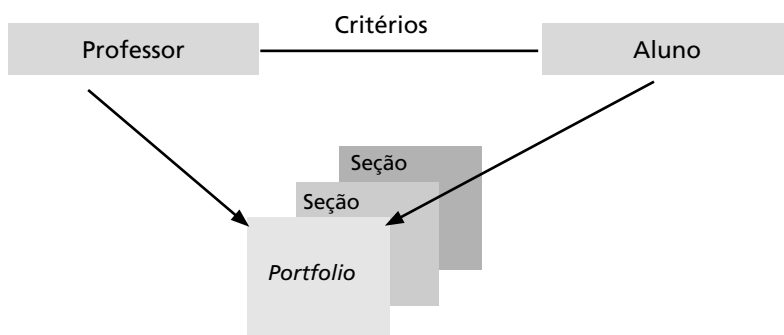 Critérios
Professor
Aluno
Seção
Seção
Portfolio